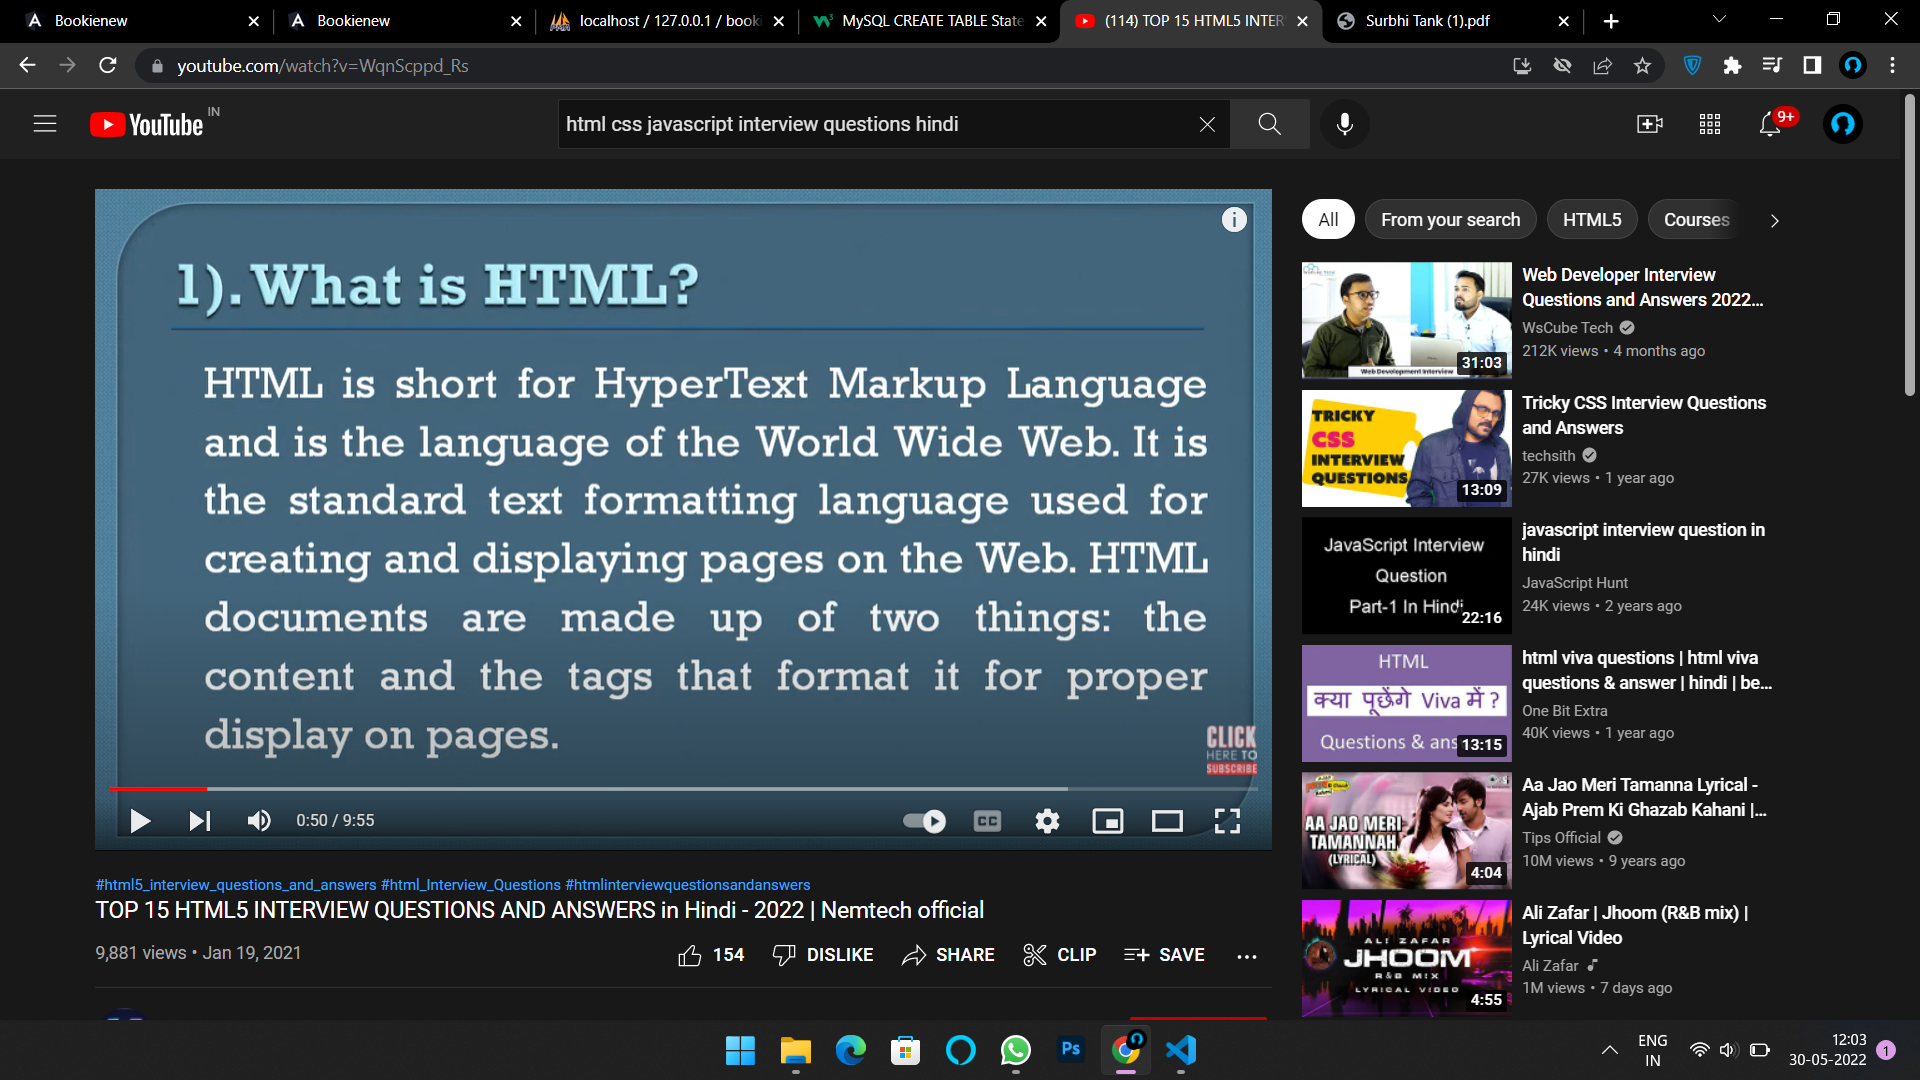 Bookienew
Bookienew
localhost / 127.0.0.1 / booki
MySQL CREATE TABLE State
(114) TOP 15 HTML5 INTER
Surbhi Tank (1).pdf
youtube.com/watch?v=WqnScppd_Rs
YouTube IN
html css javascript interview questions hindi
9+
All
From your search
HTML5
Courses
1). What is HTML?
HTML is short for HyperText Markup Language
and is the language of the World Wide Web. It is
the standard text formatting language used for
creating and displaying pages on the Web. HTML
documents are made up of two things: the
content and the tags that format it for proper
display on pages.
CLICK
HERE TO
SUBSCRIBE
0:50 / 9:55
CC
#html5_interview_questions_and_answers #html_Interview_Questions #htmlinterviewquestionsandanswers
TOP 15 HTML5 INTERVIEW QUESTIONS AND ANSWERS in Hindi - 2022 | Nemtech official
9,881 views • Jan 19, 2021
154
DISLIKE
SHARE
CLIP
SAVE
Web Development Interview
31:03
Web Developer Interview
Questions and Answers 2022...
WsCube Tech
212K views • 4 months ago
TRICKY
CSS
INTERVIEW
QUESTIONS
13:09
Tricky CSS Interview Questions
and Answers
techsith
27K views • 1 year ago
JavaScript Interview
Question
Part-1 In Hindi
22:16
javascript interview question in
hindi
JavaScript Hunt
24K views • 2 years ago
HTML
क्या पूछेंगे Viva में ?
Questions & ans
13:15
html viva questions | html viva
questions & answer | hindi | be...
One Bit Extra
40K views • 1 year ago
AA JAO MERI
TAMANNAH
(LYRICAL)
4:04
Aa Jao Meri Tamanna Lyrical -
Ajab Prem Ki Ghazab Kahani |...
Tips Official
10M views • 9 years ago
ALI ZAFAR
JHOOM
R&B MIX
LYRICAL VIDEO
4:55
Ali Zafar | Jhoom (R&B mix) |
Lyrical Video
Ali Zafar
1M views • 7 days ago
Ps
ENG
IN
12:03
30-05-2022
1